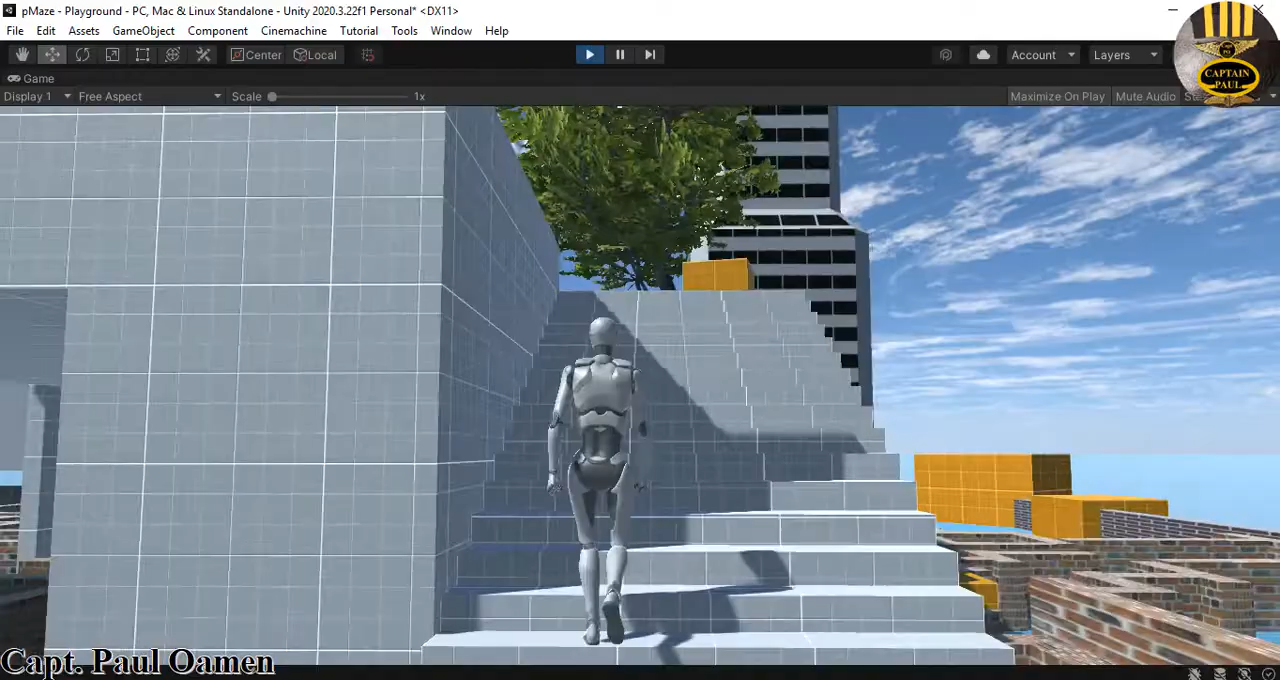 pMaze - Playground - PC, Mac & Linux Standalone - Unity 2020.3.22f1 Personal* <DX11>
File Edit Assets GameObject Component Cinemachine Tutorial Tools Window Help
Center Local Account Layers
Game
Display 1 Free Aspect Scale 1x Maximize On Play Mute Audio
CAPTAIN
PAUL
Capt. Paul Oamen